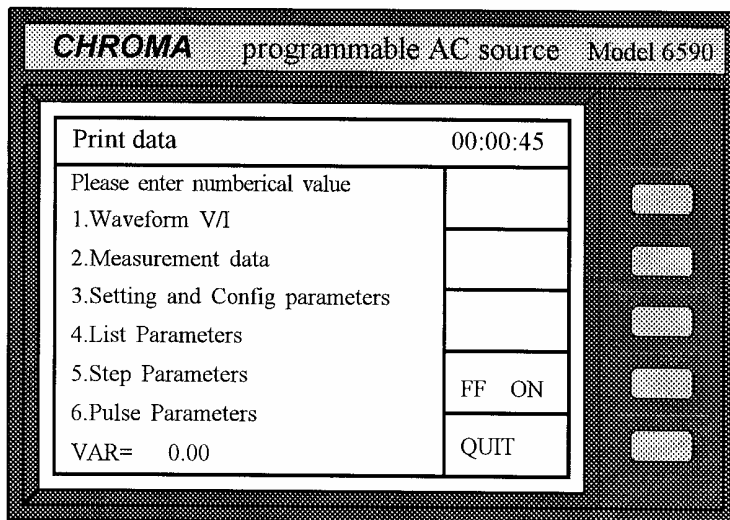 CHROMA programmable AC source Model 6590
Print data 00:00:45
Please enter numberical value
1.Waveform V/I
2.Measurement data
3.Setting and Config parameters
4.List Parameters
5.Step Parameters
FF ON
6.Pulse Parameters
VAR= 0.00
QUIT